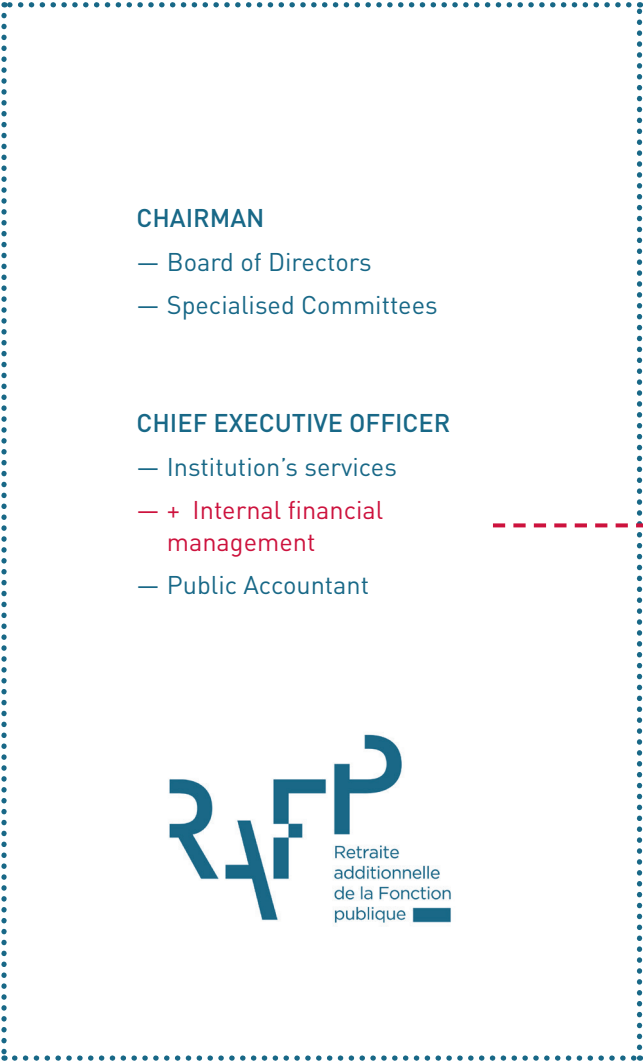 CHAIRMAN
— Board of Directors
— Specialised Committees
CHIEF EXECUTIVE OFFICER
— Institution’s services
— + Internal financial
management
— Public Accountant
RAFP
Retraite
additionnelle
de la Fonction
publique